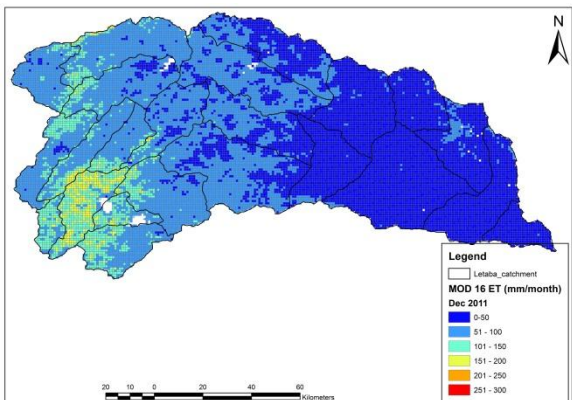 N
Legend
Letaba_catchment
MOD 16 ET (mm/month)
Dec 2011
0-50
51 - 100
101 - 150
151 - 200
201 - 250
251 - 300
20 10 0 20 40 60
Kilometers